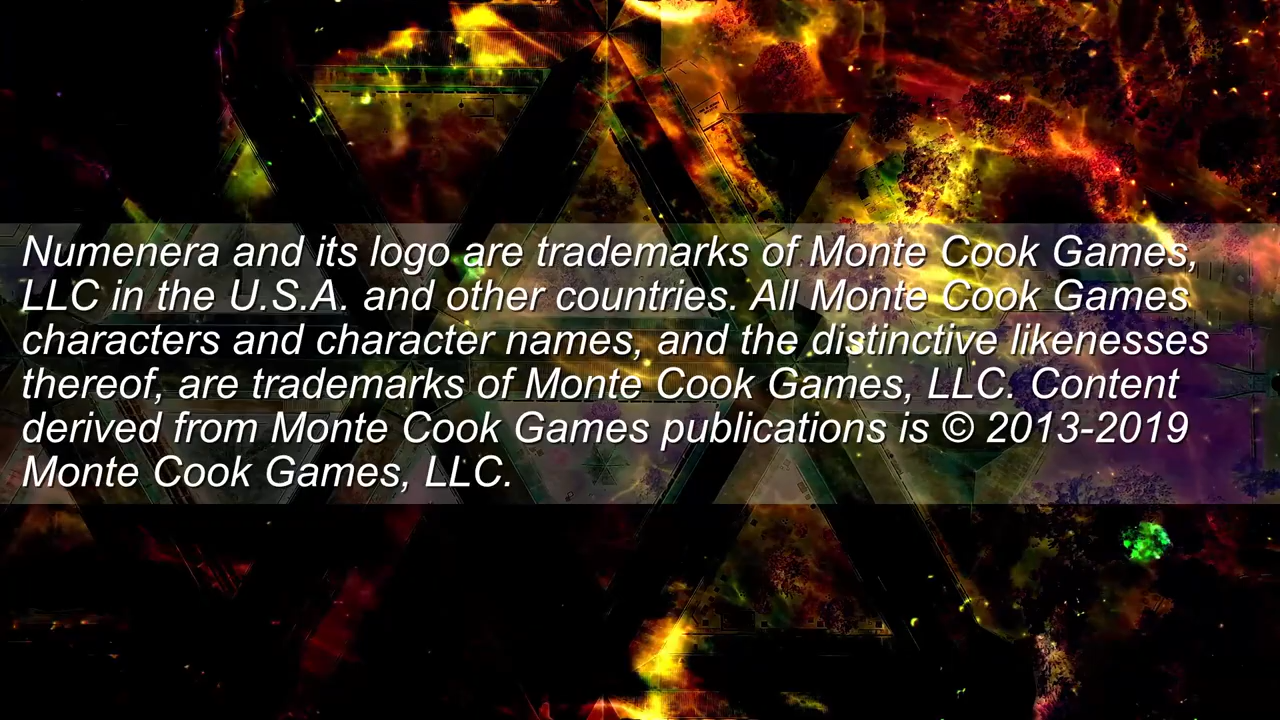 Numenera and its logo are trademarks of Monte Cook Games,
LLC in the U.S.A. and other countries. All Monte Cook Games
characters and character names, and the distinctive likenesses
thereof, are trademarks of Monte Cook Games, LLC. Content
derived from Monte Cook Games publications is © 2013-2019
Monte Cook Games, LLC.